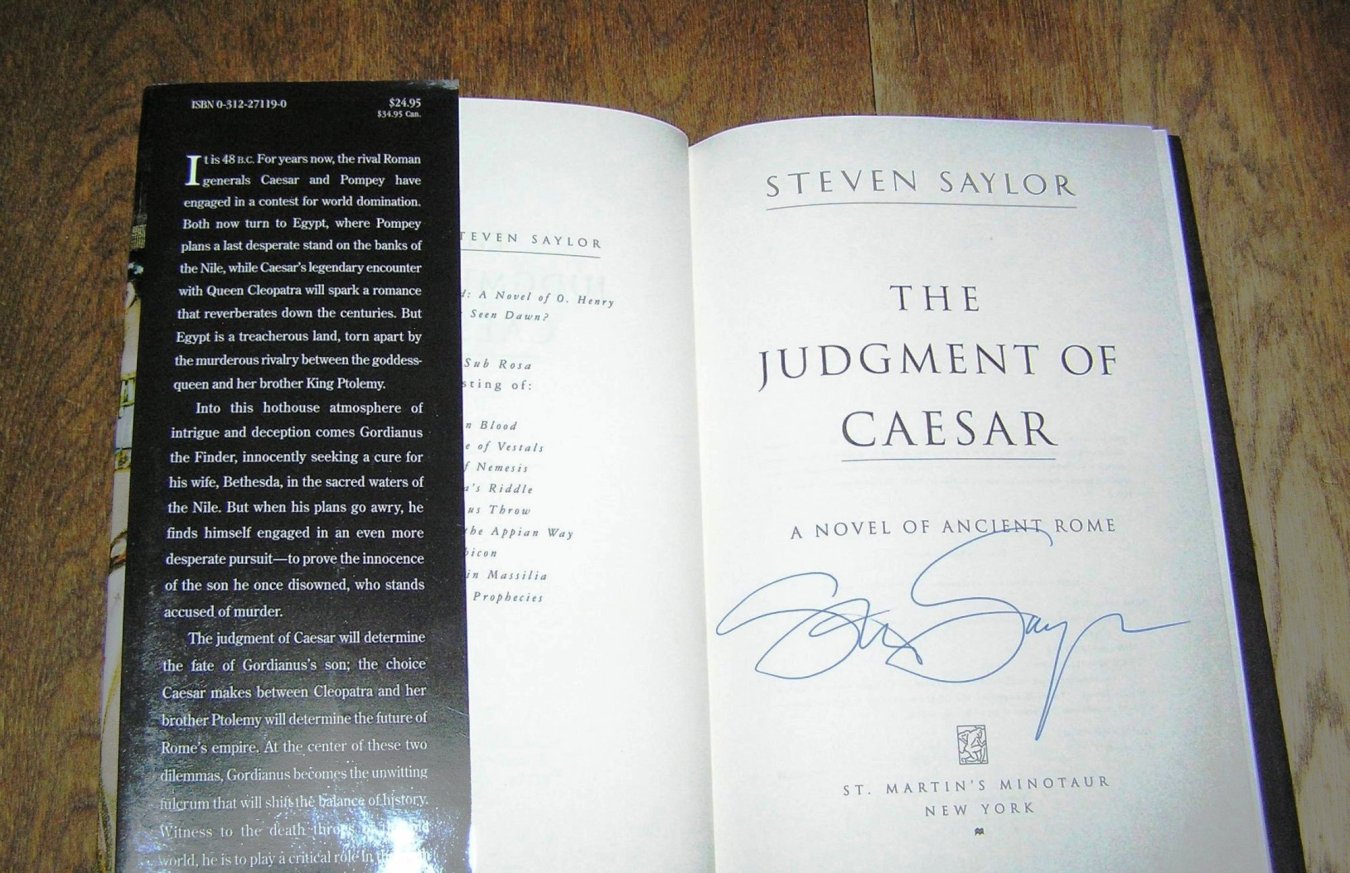 ISBN 0-312-27119-0
$24.95
$34.95 Can.
It is 48 B.C. For years now, the rival Roman
generals Caesar and Pompey have
engaged in a contest for world domination.
Both now turn to Egypt, where Pompey
plans a last desperate stand on the banks of
the Nile, while Caesar's legendary encounter
with Queen Cleopatra will spark a romance
that reverberates down the centuries. But
Egypt is a treacherous land, torn apart by
the murderous rivalry between the goddess-
queen and her brother King Ptolemy.
Into this hothouse atmosphere of
intrigue and deception comes Gordianus
the Finder, innocently seeking a cure for
his wife, Bethesda, in the sacred waters of
the Nile. But when his plans go awry, he
finds himself engaged in an even more
desperate pursuit—to prove the innocence
of the son he once disowned, who stands
accused of murder.
The judgment of Caesar will determine
the fate of Gordianus's son; the choice
Caesar makes between Cleopatra and her
brother Ptolemy will determine the future of
Rome's empire. At the center of these two
dilemmas, Gordianus becomes the unwitting
fulcrum that will shift the balance of history.
Witness to the death throes
world, he is to play a critical role in
TEVEN SAYLOR
: A Novel of O. Henry
Seen Dawn?
Sub Rosa
sting of:
n Blood
e of Vestals
f Nemesis
a's Riddle
us Throw
the Appian Way
bicon
in Massilia
Prophecies
STEVEN SAYLOR
THE
JUDGMENT OF
CAESAR
A NOVEL OF ANCIENT ROME
Steven Saylor
ST. MARTIN'S MINOTAUR
NEW YORK